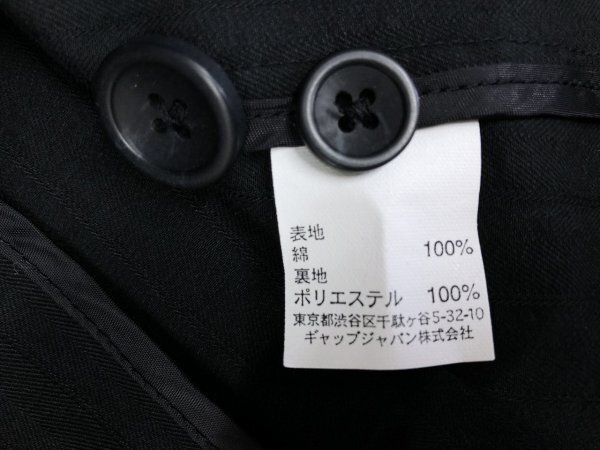 表地
綿 100%
裏地
ポリエステル 100%
東京都渋谷区千駄ヶ谷5-32-10
ギャップジャパン株式会社